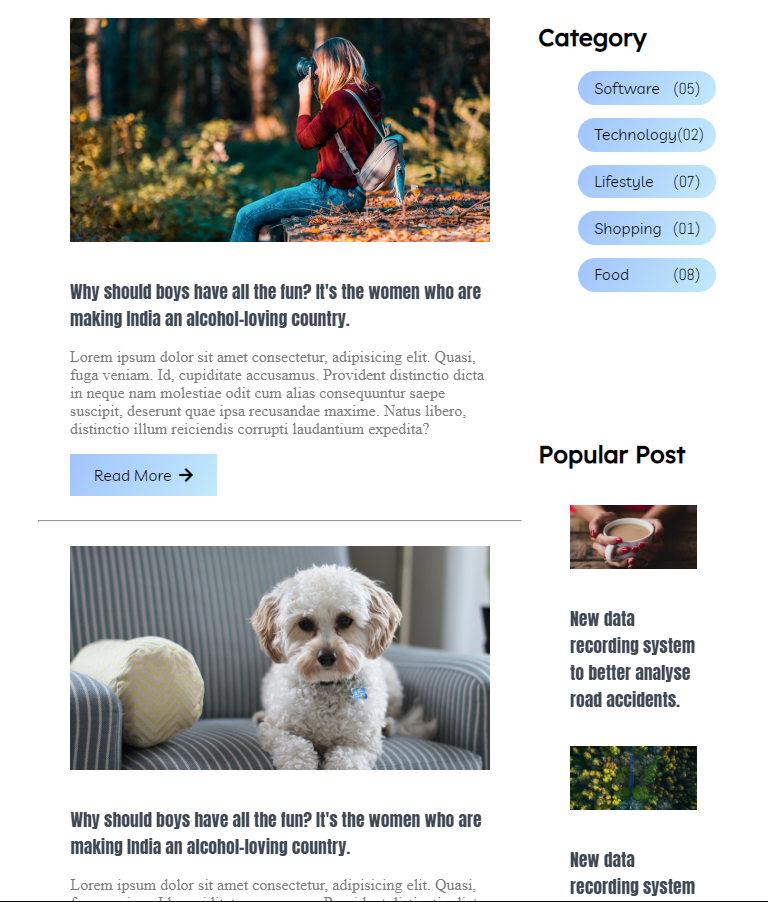 Why should boys have all the fun? It's the women who are
making India an alcohol-loving country.
Lorem ipsum dolor sit amet consectetur, adipisicing elit. Quasi,
fuga veniam. Id, cupiditate accusamus. Provident distinctio dicta
in neque nam molestiae odit cum alias consequuntur saepe
suscipit, deserunt quae ipsa recusandae maxime. Natus libero,
distinctio illum reiciendis corrupti laudantium expedita?
Read More
Why should boys have all the fun? It's the women who are
making India an alcohol-loving country.
Lorem ipsum dolor sit amet consectetur, adipisicing elit. Quasi,
Category
Software (05)
Technology(02)
Lifestyle (07)
Shopping (01)
Food (08)
Popular Post
New data
recording system
to better analyse
road accidents.
New data
recording system